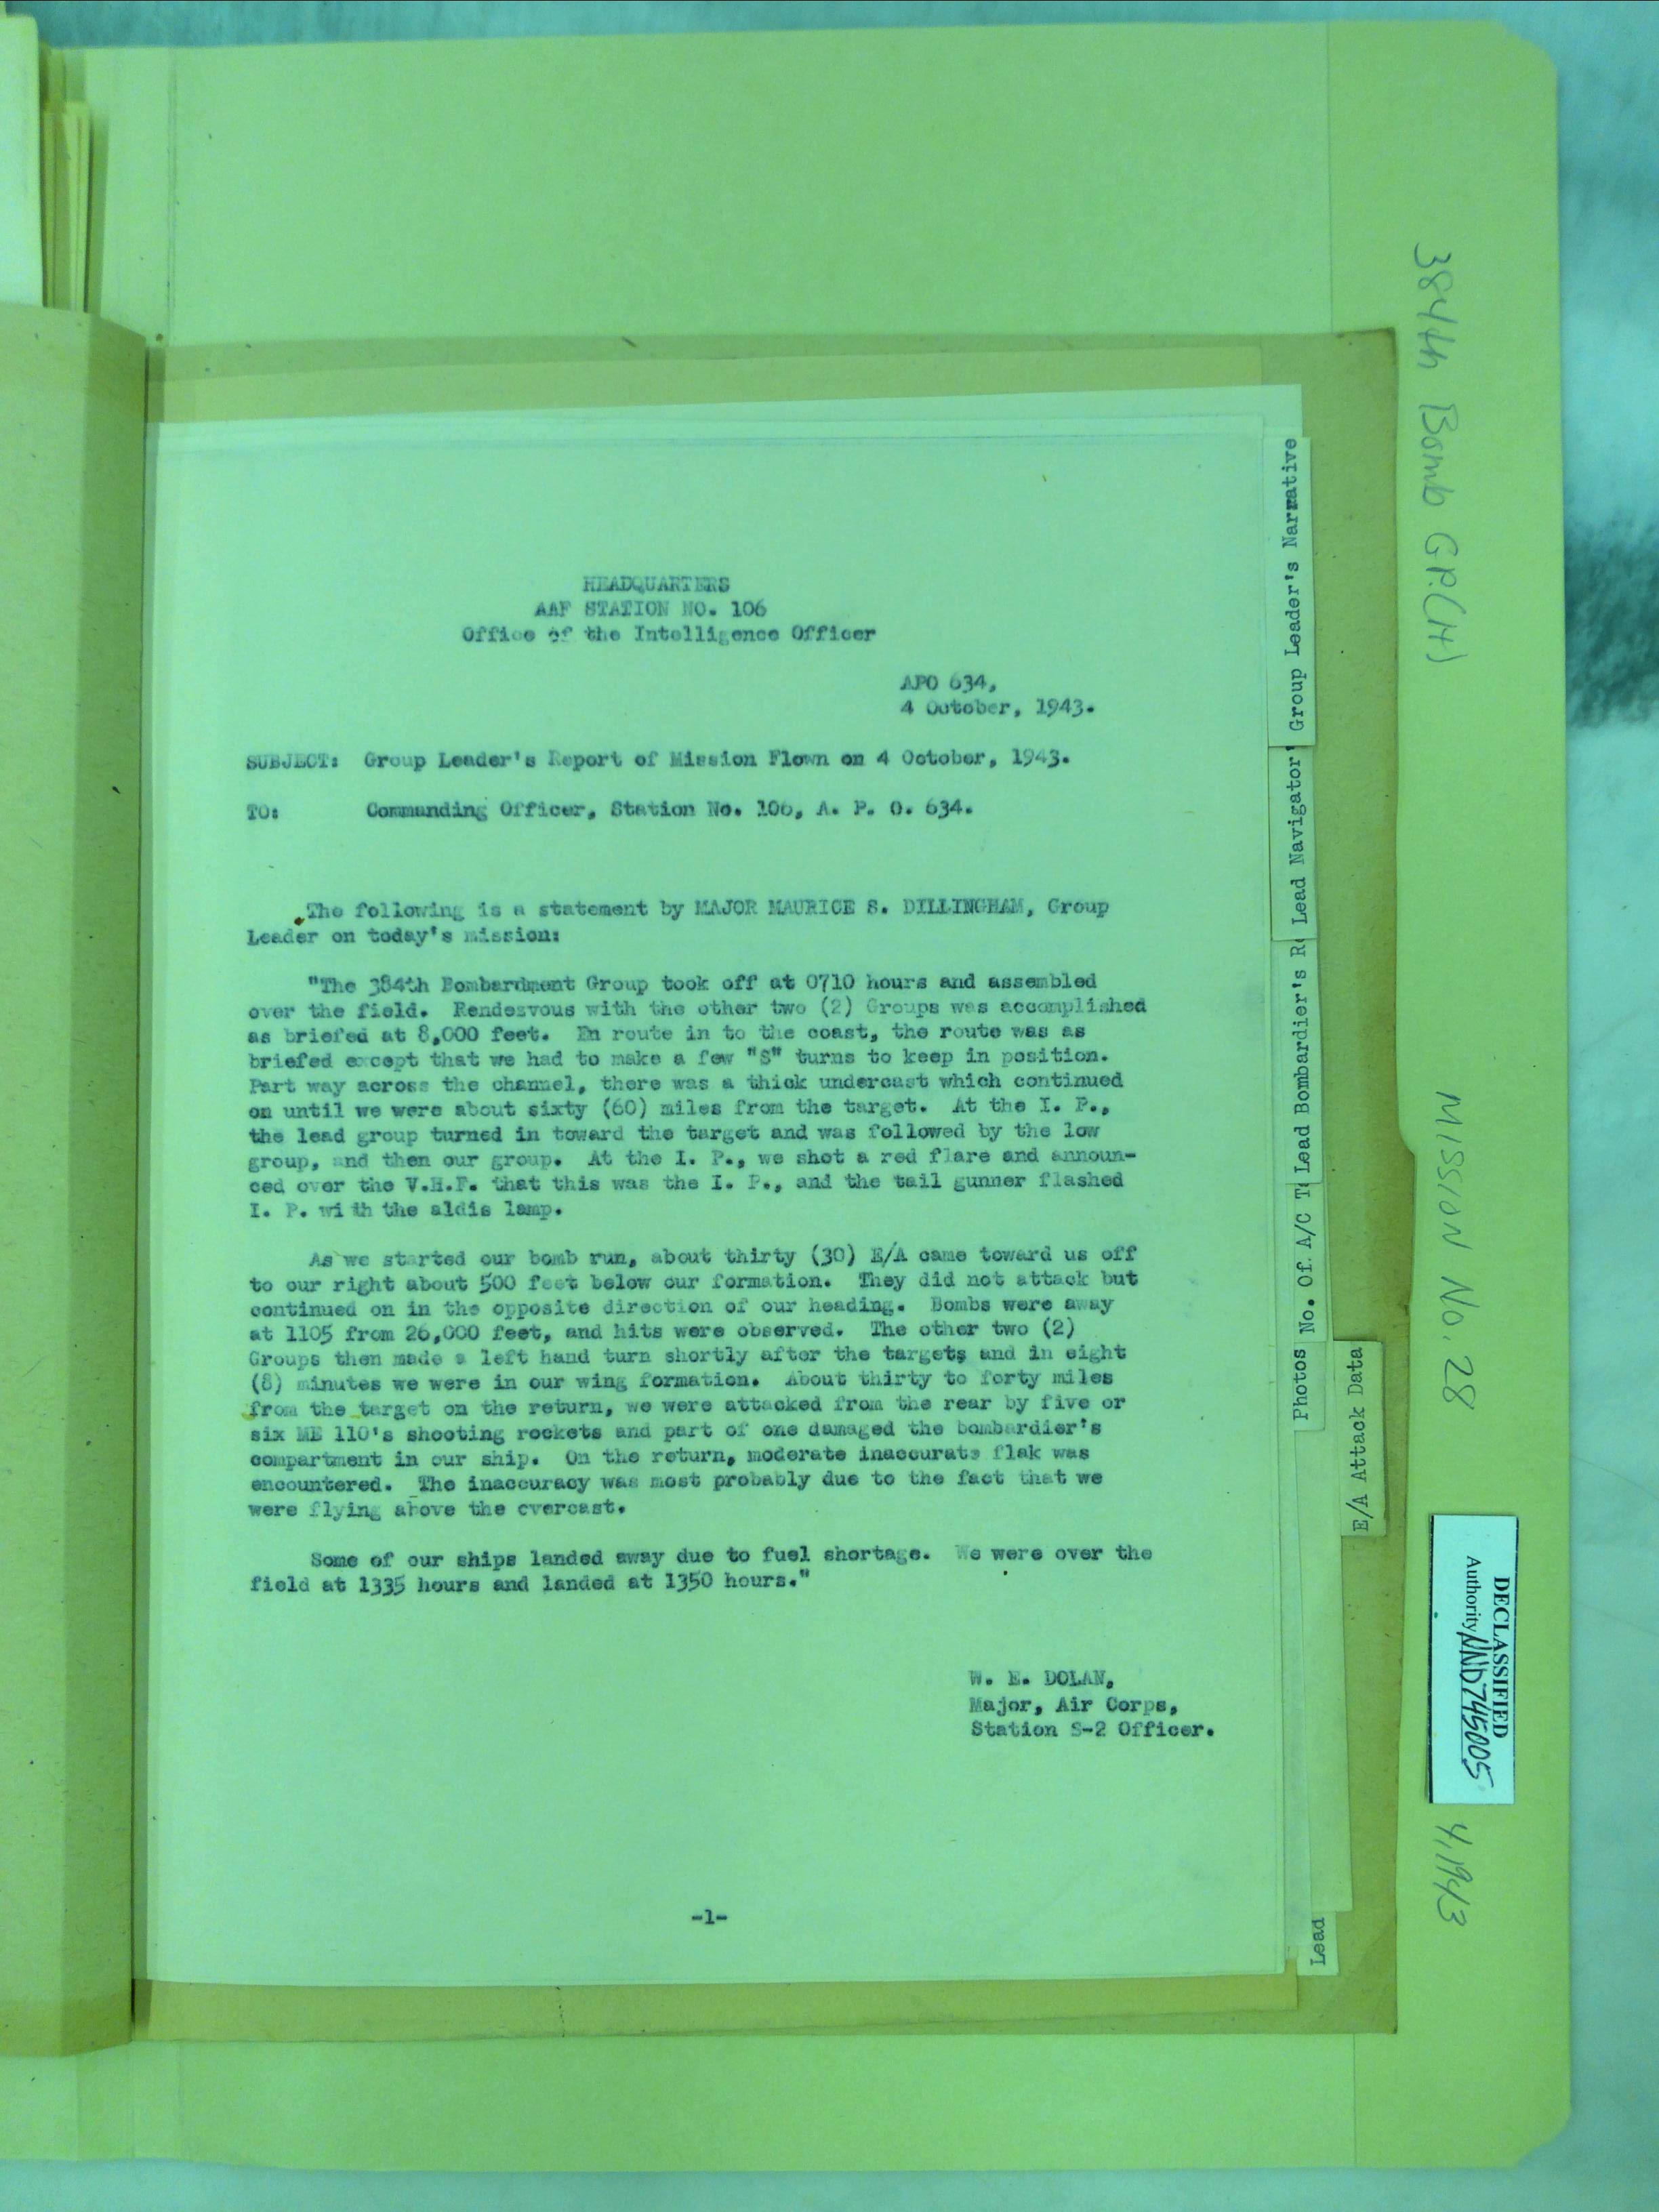 HEADQUARTERS
AAF STATION NO. 106
Office of the Intelligence Officer
APO 634,
4 October, 1943.
SUBJECT: Group Leader's Report of Mission Flown on 4 October, 1943.
TO: Commanding Officer, Station No. 106, A. P. O. 634.
The following is a statement by MAJOR MAURICE S. DILLINGHAM, Group
Leader on today's mission:
"The 384th Bombardment Group took off at 0710 hours and assembled
over the field. Rendezvous with the other two (2) Groups was accomplished
as briefed at 8,000 feet. En route in to the coast, the route was as
briefed except that we had to make a few "S" turns to keep in position.
Part way across the channel, there was a thick undercast which continued
on until we were about sixty (60) miles from the target. At the I. P.,
the lead group turned in toward the target and was followed by the low
group, and then our group. At the I. P., we shot a red flare and announ-
ced over the V.H.F. that this was the I. P., and the tail gunner flashed
I. P. with the aldis lamp.
As we started our bomb run, about thirty (30) E/A came toward us off
to our right about 500 feet below our formation. They did not attack but
continued on in the opposite direction of our heading. Bombs were away
at 1105 from 26,000 feet, and hits were observed. The other two (2)
Groups then made a left hand turn shortly after the targets and in eight
(8) minutes we were in our wing formation. About thirty to forty miles
from the target on the return, we were attacked from the rear by five or
six ME 110's shooting rockets and part of one damaged the bombardier's
compartment in our ship. On the return, moderate inaccurate flak was
encountered. The inaccuracy was most probably due to the fact that we
were flying above the overcast.
Some of our ships landed away due to fuel shortage. We were over the
field at 1335 hours and landed at 1350 hours."
W. E. DOLAN,
Major, Air Corps,
Station S-2 Officer.
-1-
Group Leader's Narrative
Lead Navigator'
Lead Bombardier's R
No. Of. A/C T
Photos
E/A Attack Data
Lead
384th Bomb GP.(H)
MISSION No. 28
DECLASSIFIED
Authority NND745005
4, 1943